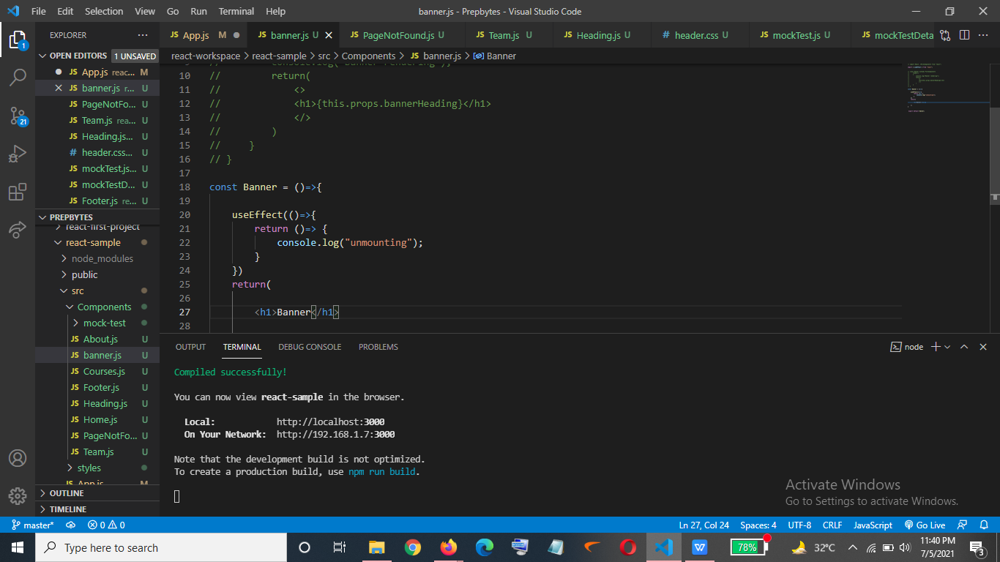 File Edit Selection View Go Run Terminal Help banner.js - Prepbytes - Visual Studio Code
EXPLORER ···
JS App.js M JS banner.js U JS PageNotFound.js U JS Team.js U JS Heading.js U # header.css U JS mockTest.js U JS mockTestDeta ···
OPEN EDITORS 1 UNSAVED
JS App.js reac... M
JS banner.js r... U
JS PageNotFo... U
JS Team.js rea... U
JS Heading.js... U
# header.css... U
JS mockTest.js... U
JS mockTestD... U
JS Footer.js re... U
PREPBYTES
react-first-project
react-sample
node_modules
public
src
Components
mock-test
JS About.js U
JS banner.js U
JS Courses.js U
JS Footer.js U
JS Heading.js U
JS Home.js U
JS PageNotFo... U
JS Team.js U
styles
JS App.js M
OUTLINE
TIMELINE
1
21
react-workspace > react-sample > src > Components > JS banner.js > Banner
9 // console.log("banner rendering");
10 // return(
11 // <>
12 // <h1>{this.props.bannerHeading}</h1>
13 // </>
14 // )
15 // }
16 // }
17
18 const Banner = ()=>{
19
20 useEffect(()=>{
21 return ()=> {
22 console.log("unmounting");
23 }
24 })
25 return(
26
27 <h1>Banner</h1>
28
OUTPUT TERMINAL DEBUG CONSOLE PROBLEMS node
Compiled successfully!
You can now view react-sample in the browser.
Local: http://localhost:3000
On Your Network: http://192.168.1.7:3000
Note that the development build is not optimized.
To create a production build, use npm run build.
Activate Windows
Go to Settings to activate Windows.
master* 0 0 Ln 27, Col 24 Spaces: 4 UTF-8 CRLF JavaScript Go Live
Type here to search 78% 32°C 11:40 PM
7/5/2021
3